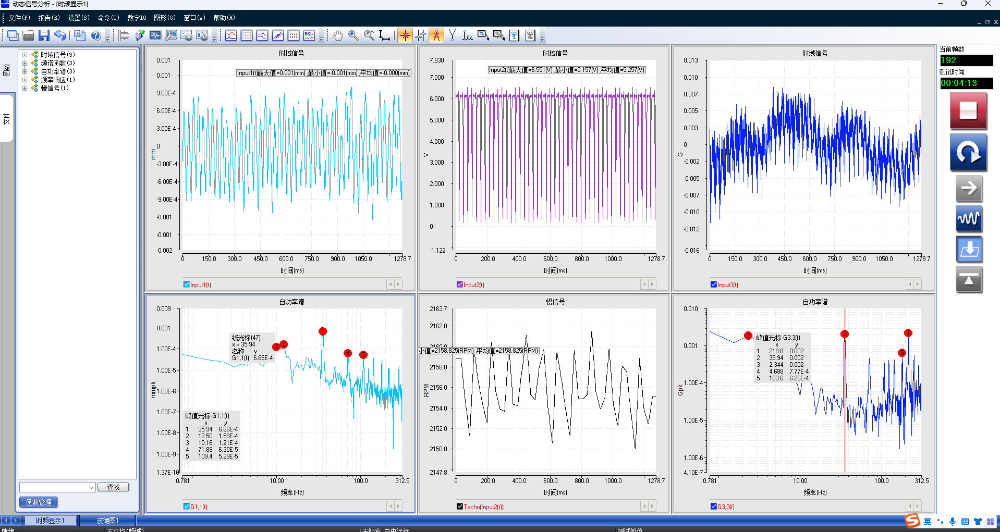 动态信号分析 - [时频显示1]
文件(F) 报告(R) 设置(S) 命令(C) 数字IO 图形(G) 窗口(W) 帮助(H)
函数
文件
时域信号(3)
频谱函数(3)
自功率谱(3)
频率响应(1)
慢信号(1)
查找
函数管理
时域信号
Input1(t)最大值=0.001(mm) ,最小值=-0.001(mm) ,平均值=-0.000(mm)
0.001
0.001
9.00E-4
6.00E-4
3.00E-4
0
-3.00E-4
-6.00E-4
-9.00E-4
-0.001
-0.001
-0.002
mm
0 150.0 300.0 450.0 600.0 750.0 900.0 1050.0 1278.7
时间(ms)
Input1(t)
时域信号
Input2(t)最大值=6.551(V) ,最小值=0.157(V) ,平均值=5.257(V)
7.830
7.000
6.000
5.000
4.000
3.000
2.000
1.000
0
-1.122
V
0 200.0 400.0 600.0 800.0 1000.0 1278.7
时间(ms)
Input2(t)
时域信号
0.013
0.010
0.007
0.005
0.003
0
-0.002
-0.005
-0.007
-0.010
-0.012
-0.016
G
0 150.0 300.0 450.0 600.0 750.0 900.0 1050.0 1278.7
时间(ms)
Input3(t)
自功率谱
0.009
0.001
1.00E-4
1.00E-5
1.00E-6
1.00E-7
1.00E-8
1.00E-9
1.37E-10
mmpk
线光标(47)
x = 35.94
名称 y
G1,1(f) 6.66E-4
3 2 1 4 5
峰值光标-G1,1(f)
x y
1 35.94 6.66E-4
2 12.50 1.59E-4
3 10.16 1.21E-4
4 71.88 6.30E-5
5 109.4 5.29E-5
0.781 10.00 100.0 312.5
频率(Hz)
G1,1(f)
慢信号
小值=2158.825(RPM) ,平均值=2158.825(RPM)
2163.7
2162.0
2160.0
2158.0
2156.0
2154.0
2152.0
2150.0
2147.8
RPM
0 200.0 400.0 600.0 800.0 1000.0 1278.7
时间(ms)
Tacho(Input2(t))
自功率谱
0.010
0.001
1.00E-4
1.00E-5
1.00E-6
4.10E-7
Gpk
3 2 1 5
峰值光标-G3,3(f)
x y
1 218.8 0.002
2 35.94 0.002
3 2.344 0.002
4 4.688 7.77E-4
5 183.6 6.26E-4
0.781 10.00 100.0 312.5
频率(Hz)
G3,3(f)
当前帧数
192
测试时间
00:04:13
时频显示1 波德图1
英
就绪 不平均(频域) 无触发 自由运行 测试暂停